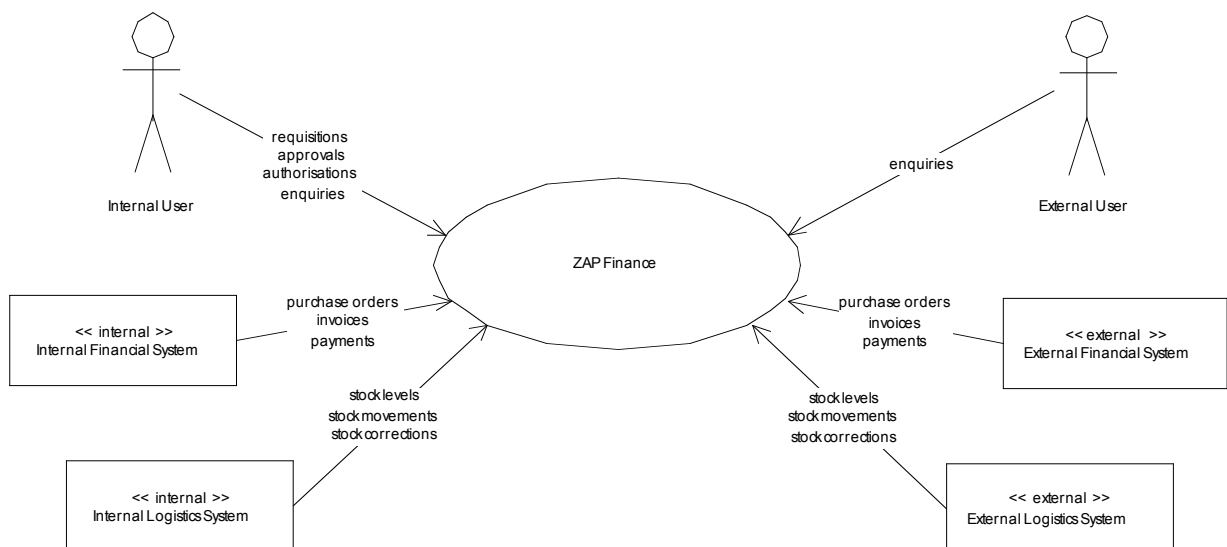 requisitions
approvals
authorisations
enquiries
Internal User
enquiries
External User
ZAP Finance
<< internal >>
Internal Financial System
purchase orders
invoices
payments
purchase orders
invoices
payments
<< external >>
External Financial System
stock levels
stock movements
stock corrections
stock levels
stock movements
stock corrections
<< internal >>
Internal Logistics System
<< external >>
External Logistics System